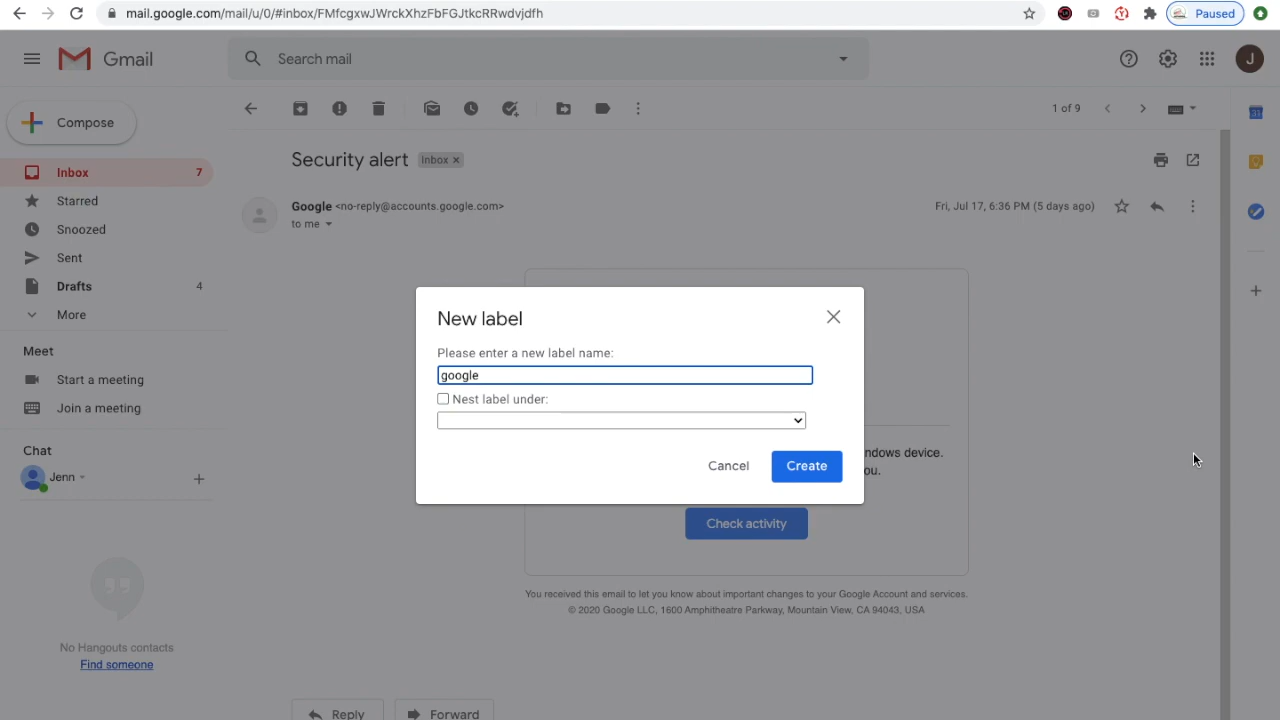 mail.google.com/mail/u/0/#inbox/FMfcgxwJWrckXhzFbFGJtkcRRwdvjdfh
Paused
Gmail
Search mail
J
Compose
1 of 9
Inbox 7
Security alert Inbox ×
Starred
Google <no-reply@accounts.google.com>
Fri, Jul 17, 6:36 PM (5 days ago)
to me
Snoozed
Sent
Drafts 4
More
Meet
Start a meeting
Join a meeting
Chat
Jenn
New label
Please enter a new label name:
google
Nest label under:
Cancel
Create
ndows device.
ou.
Check activity
You received this email to let you know about important changes to your Google Account and services.
© 2020 Google LLC, 1600 Amphitheatre Parkway, Mountain View, CA 94043, USA
No Hangouts contacts
Find someone
Reply
Forward